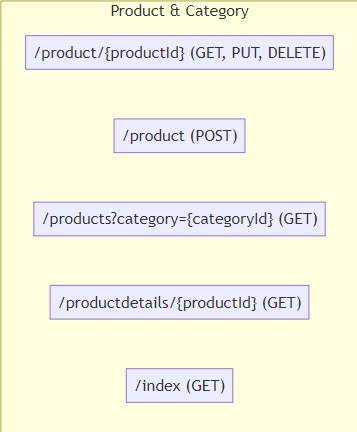 Product & Category
/product/{productId} (GET, PUT, DELETE)
/product (POST)
/products?category={categoryId} (GET)
/productdetails/{productId} (GET)
/index (GET)